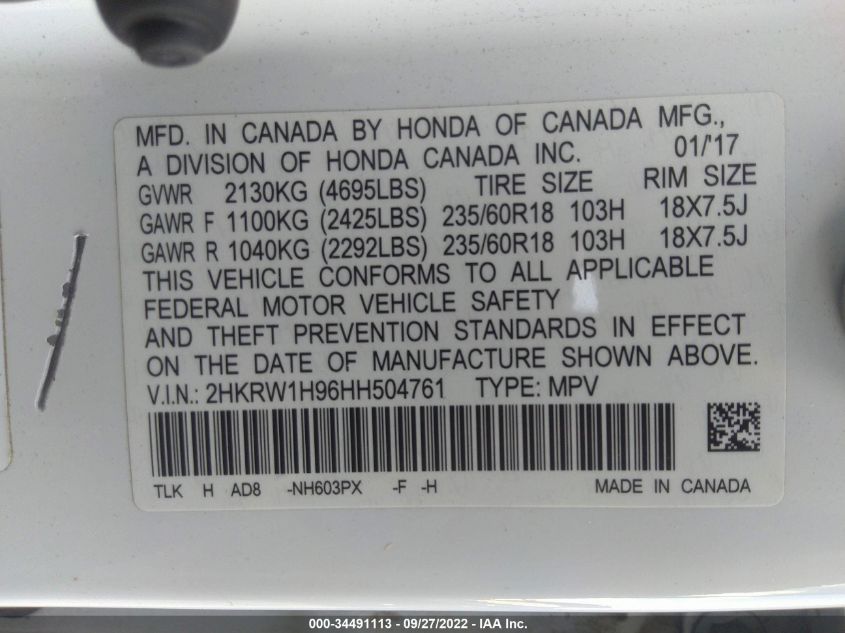 MFD. IN CANADA BY HONDA OF CANADA MFG.,
A DIVISION OF HONDA CANADA INC. 01/'17
GVWR 2130KG (4695LBS) TIRE SIZE RIM SIZE
GAWR F 1100KG (2425LBS) 235/60R18 103H 18X7.5J
GAWR R 1040KG (2292LBS) 235/60R18 103H 18X7.5J
THIS VEHICLE CONFORMS TO ALL APPLICABLE
FEDERAL MOTOR VEHICLE SAFETY
AND THEFT PREVENTION STANDARDS IN EFFECT
ON THE DATE OF MANUFACTURE SHOWN ABOVE.
V.I.N.: 2HKRW1H96HH504761 TYPE: MPV
TLK H AD8 -NH603PX -F -H MADE IN CANADA
000-34491113 - 09/27/2022 - IAA Inc.